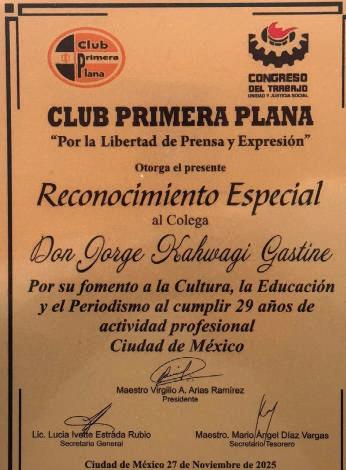 Club
Primera
Plana
CONGRESO
DEL TRABAJO
UNIDAD Y JUSTICIA SOCIAL
CLUB PRIMERA PLANA
“Por la Libertad de Prensa y Expresión”
Otorga el presente
Reconocimiento Especial
al Colega
Don Jorge Kahwagi Gastine
Por su fomento a la Cultura, la Educación
y el Periodismo al cumplir 29 años de
actividad profesional
Ciudad de México
Maestro Virgilio A. Arias Ramírez
Presidente
Lic. Lucia Ivette Estrada Rubio
Secretaria General
Maestro. Mario Angel Díaz Vargas
Secretario Tesorero
Ciudad de México 27 de Noviembre de 2025